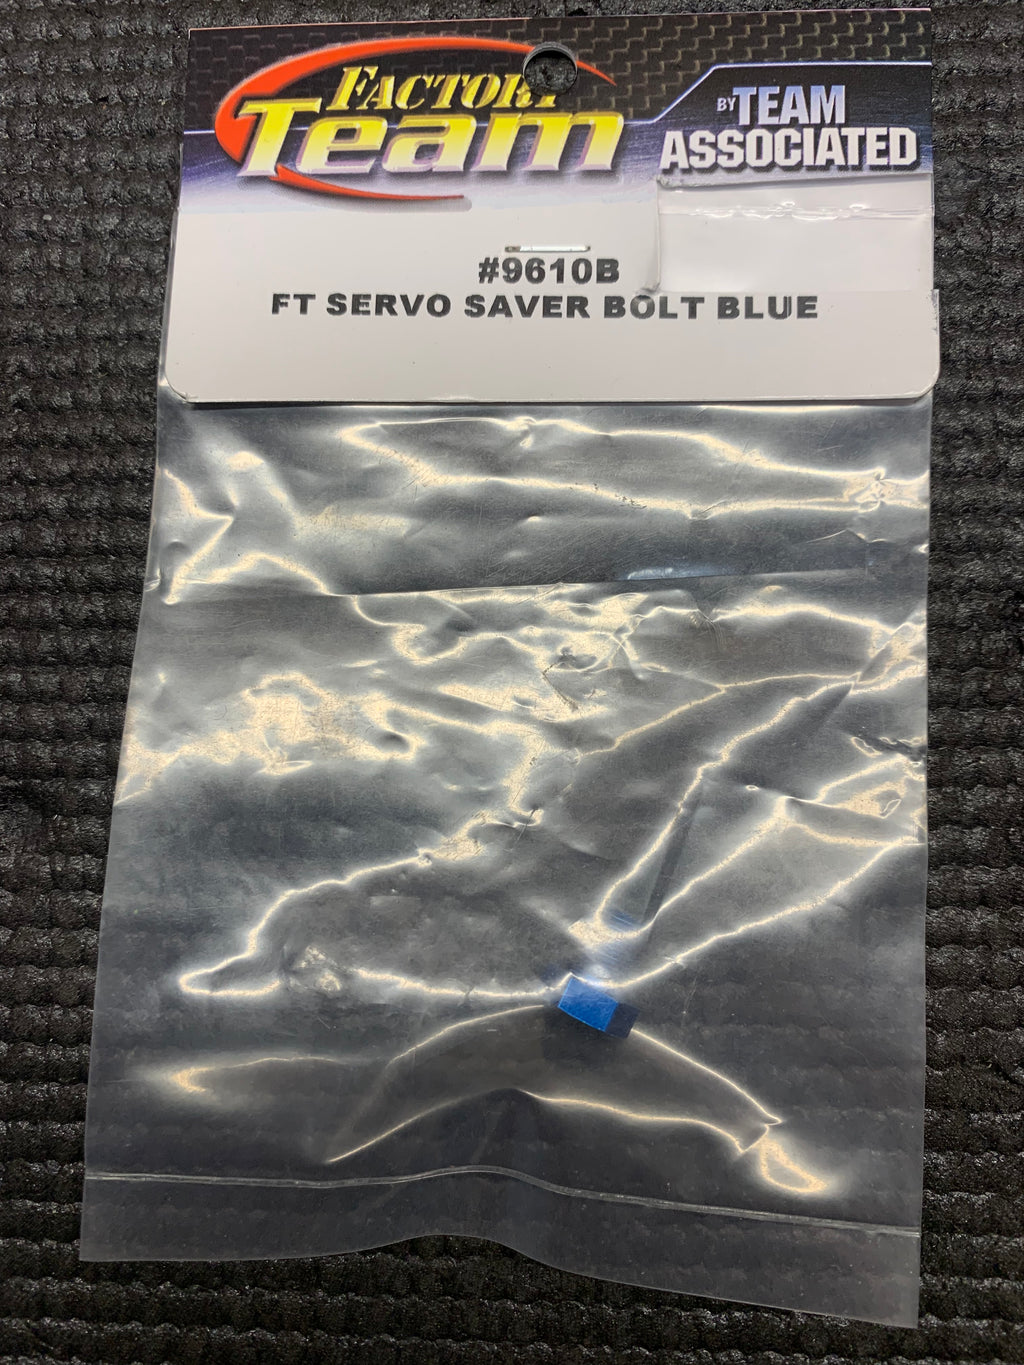 FACTORY
Team
BY TEAM
ASSOCIATED
#9610B
FT SERVO SAVER BOLT BLUE